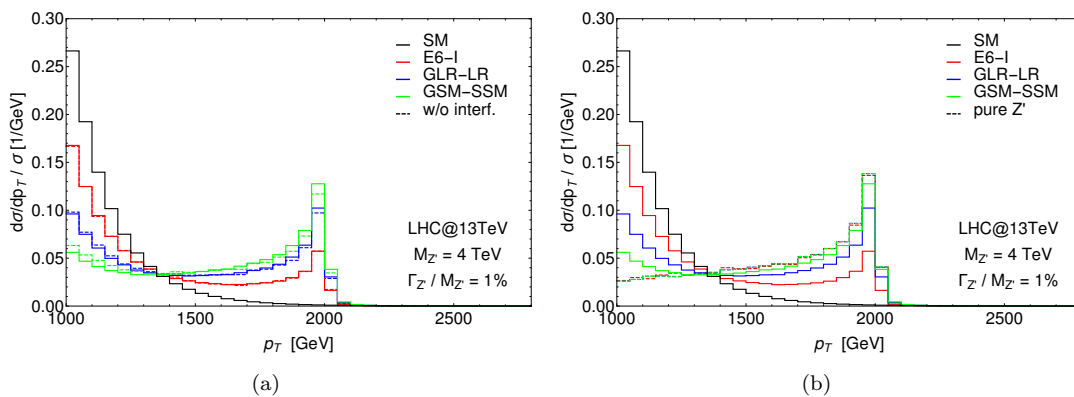 0.30
0.25
0.20
0.15
0.10
0.05
0.00
1000
1500
2000
2500
dσ/dp_T / σ [1/GeV]
p_T [GeV]
SM
E6-I
GLR-LR
GSM-SSM
w/o interf.
LHC@13TeV
M_Z' = 4 TeV
Γ_Z' / M_Z' = 1%
(a)
0.30
0.25
0.20
0.15
0.10
0.05
0.00
1000
1500
2000
2500
dσ/dp_T / σ [1/GeV]
p_T [GeV]
SM
E6-I
GLR-LR
GSM-SSM
pure Z'
LHC@13TeV
M_Z' = 4 TeV
Γ_Z' / M_Z' = 1%
(b)